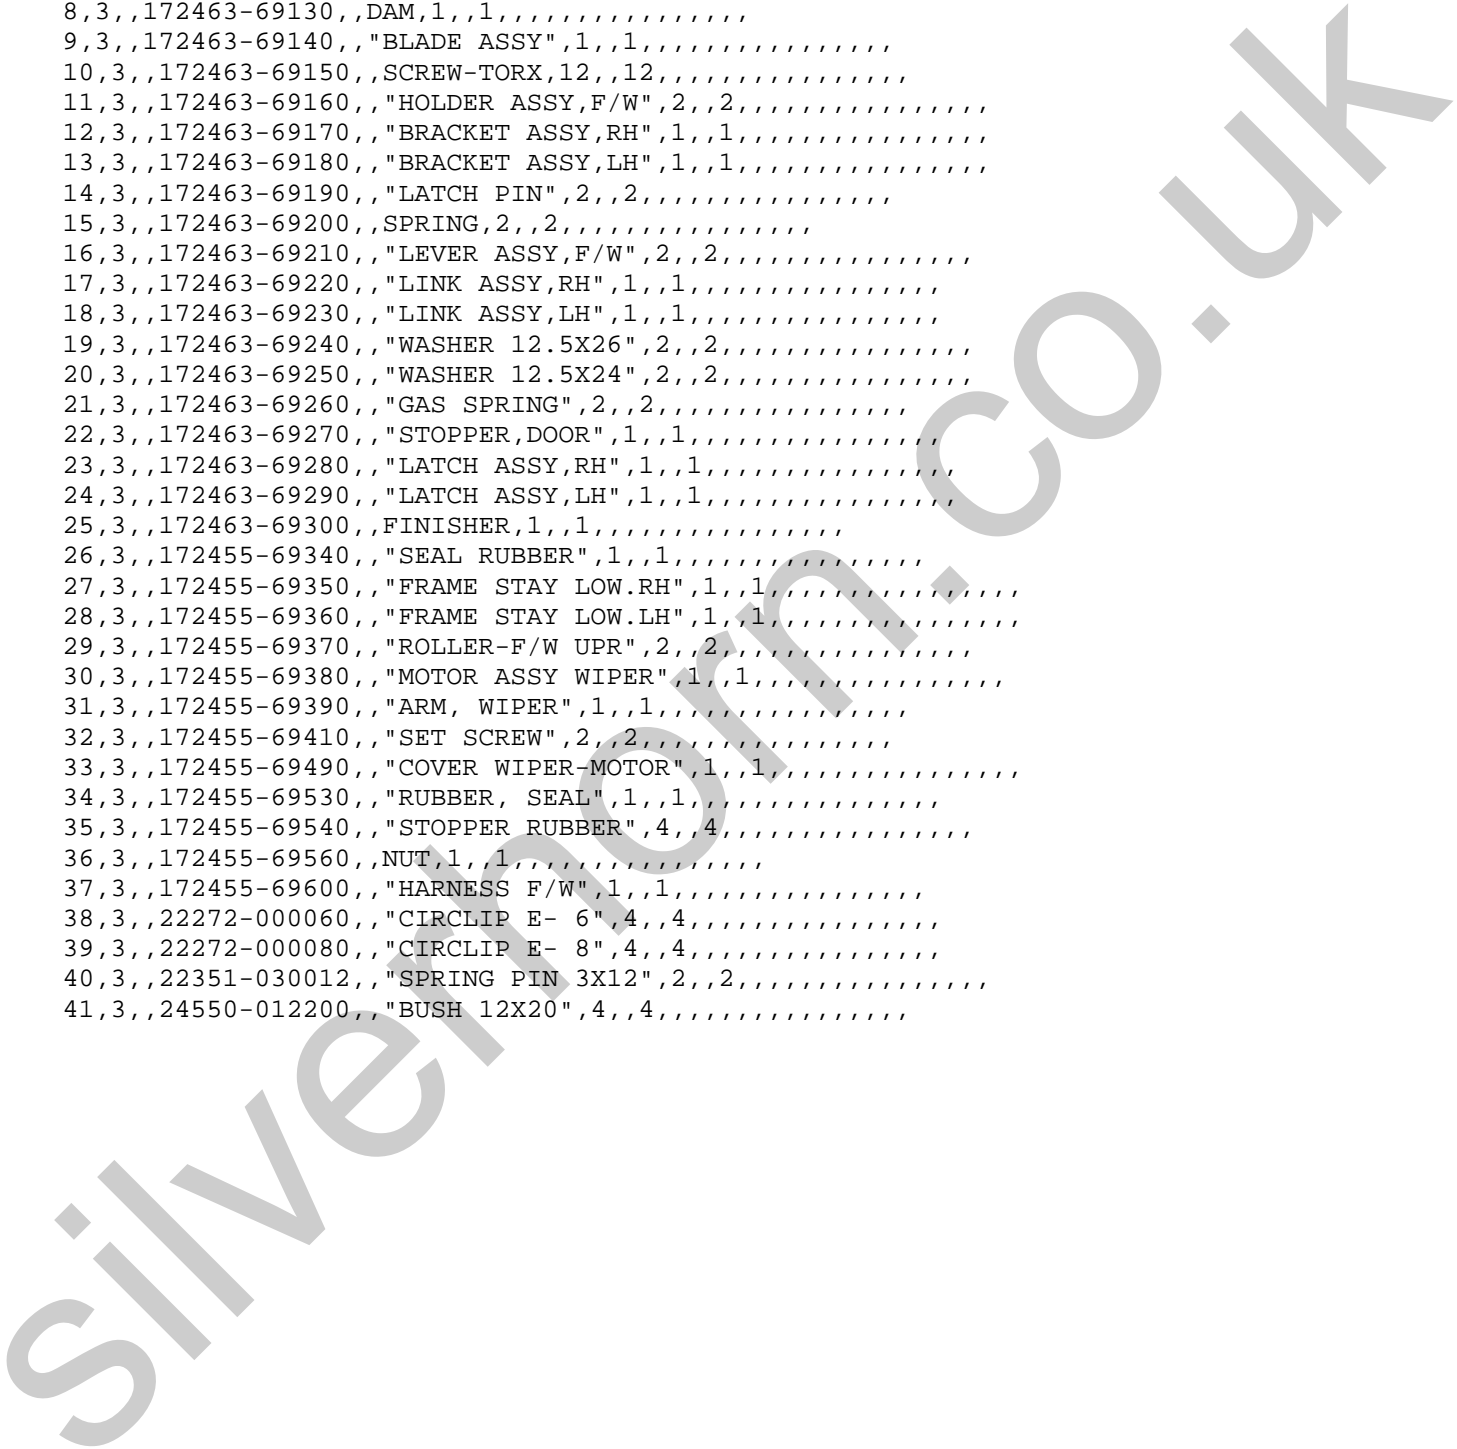 8,3,,172463-69130,,DAM,1,,1,,,,,,,,,,,,,,,,
9,3,,172463-69140,,"BLADE ASSY",1,,1,,,,,,,,,,,,,,,,
10,3,,172463-69150,,SCREW-TORX,12,,12,,,,,,,,,,,,,,,,
11,3,,172463-69160,,"HOLDER ASSY,F/W",2,,2,,,,,,,,,,,,,,,,
12,3,,172463-69170,,"BRACKET ASSY,RH",1,,1,,,,,,,,,,,,,,,,
13,3,,172463-69180,,"BRACKET ASSY,LH",1,,1,,,,,,,,,,,,,,,,
14,3,,172463-69190,,"LATCH PIN",2,,2,,,,,,,,,,,,,,,,
15,3,,172463-69200,,SPRING,2,,2,,,,,,,,,,,,,,,,
16,3,,172463-69210,,"LEVER ASSY,F/W",2,,2,,,,,,,,,,,,,,,,
17,3,,172463-69220,,"LINK ASSY,RH",1,,1,,,,,,,,,,,,,,,,
18,3,,172463-69230,,"LINK ASSY,LH",1,,1,,,,,,,,,,,,,,,,
19,3,,172463-69240,,"WASHER 12.5X26",2,,2,,,,,,,,,,,,,,,,
20,3,,172463-69250,,"WASHER 12.5X24",2,,2,,,,,,,,,,,,,,,,
21,3,,172463-69260,,"GAS SPRING",2,,2,,,,,,,,,,,,,,,,
22,3,,172463-69270,,"STOPPER,DOOR",1,,1,,,,,,,,,,,,,,,,
23,3,,172463-69280,,"LATCH ASSY,RH",1,,1,,,,,,,,,,,,,,,,
24,3,,172463-69290,,"LATCH ASSY,LH",1,,1,,,,,,,,,,,,,,,,
25,3,,172463-69300,,FINISHER,1,,1,,,,,,,,,,,,,,,,
26,3,,172455-69340,,"SEAL RUBBER",1,,1,,,,,,,,,,,,,,,,
27,3,,172455-69350,,"FRAME STAY LOW.RH",1,,1,,,,,,,,,,,,,,,,
28,3,,172455-69360,,"FRAME STAY LOW.LH",1,,1,,,,,,,,,,,,,,,,
29,3,,172455-69370,,"ROLLER-F/W UPR",2,,2,,,,,,,,,,,,,,,,
30,3,,172455-69380,,"MOTOR ASSY WIPER",1,,1,,,,,,,,,,,,,,,,
31,3,,172455-69390,,"ARM, WIPER",1,,1,,,,,,,,,,,,,,,,
32,3,,172455-69410,,"SET SCREW",2,,2,,,,,,,,,,,,,,,,
33,3,,172455-69490,,"COVER WIPER-MOTOR",1,,1,,,,,,,,,,,,,,,,
34,3,,172455-69530,,"RUBBER, SEAL",1,,1,,,,,,,,,,,,,,,,
35,3,,172455-69540,,"STOPPER RUBBER",4,,4,,,,,,,,,,,,,,,,
36,3,,172455-69560,,NUT,1,,1,,,,,,,,,,,,,,,,
37,3,,172455-69600,,"HARNESS F/W",1,,1,,,,,,,,,,,,,,,,
38,3,,22272-000060,,"CIRCLIP E- 6",4,,4,,,,,,,,,,,,,,,,
39,3,,22272-000080,,"CIRCLIP E- 8",4,,4,,,,,,,,,,,,,,,,
40,3,,22351-030012,,"SPRING PIN 3X12",2,,2,,,,,,,,,,,,,,,,
41,3,,24550-012200,,"BUSH 12X20",4,,4,,,,,,,,,,,,,,,,
silverhorn.co.uk